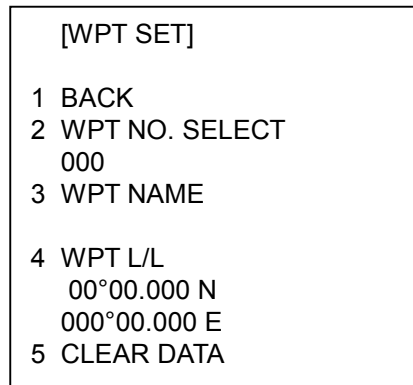 [WPT SET]
1 BACK
2 WPT NO. SELECT
000
3 WPT NAME
4 WPT L/L
00°00.000 N
000°00.000 E
5 CLEAR DATA